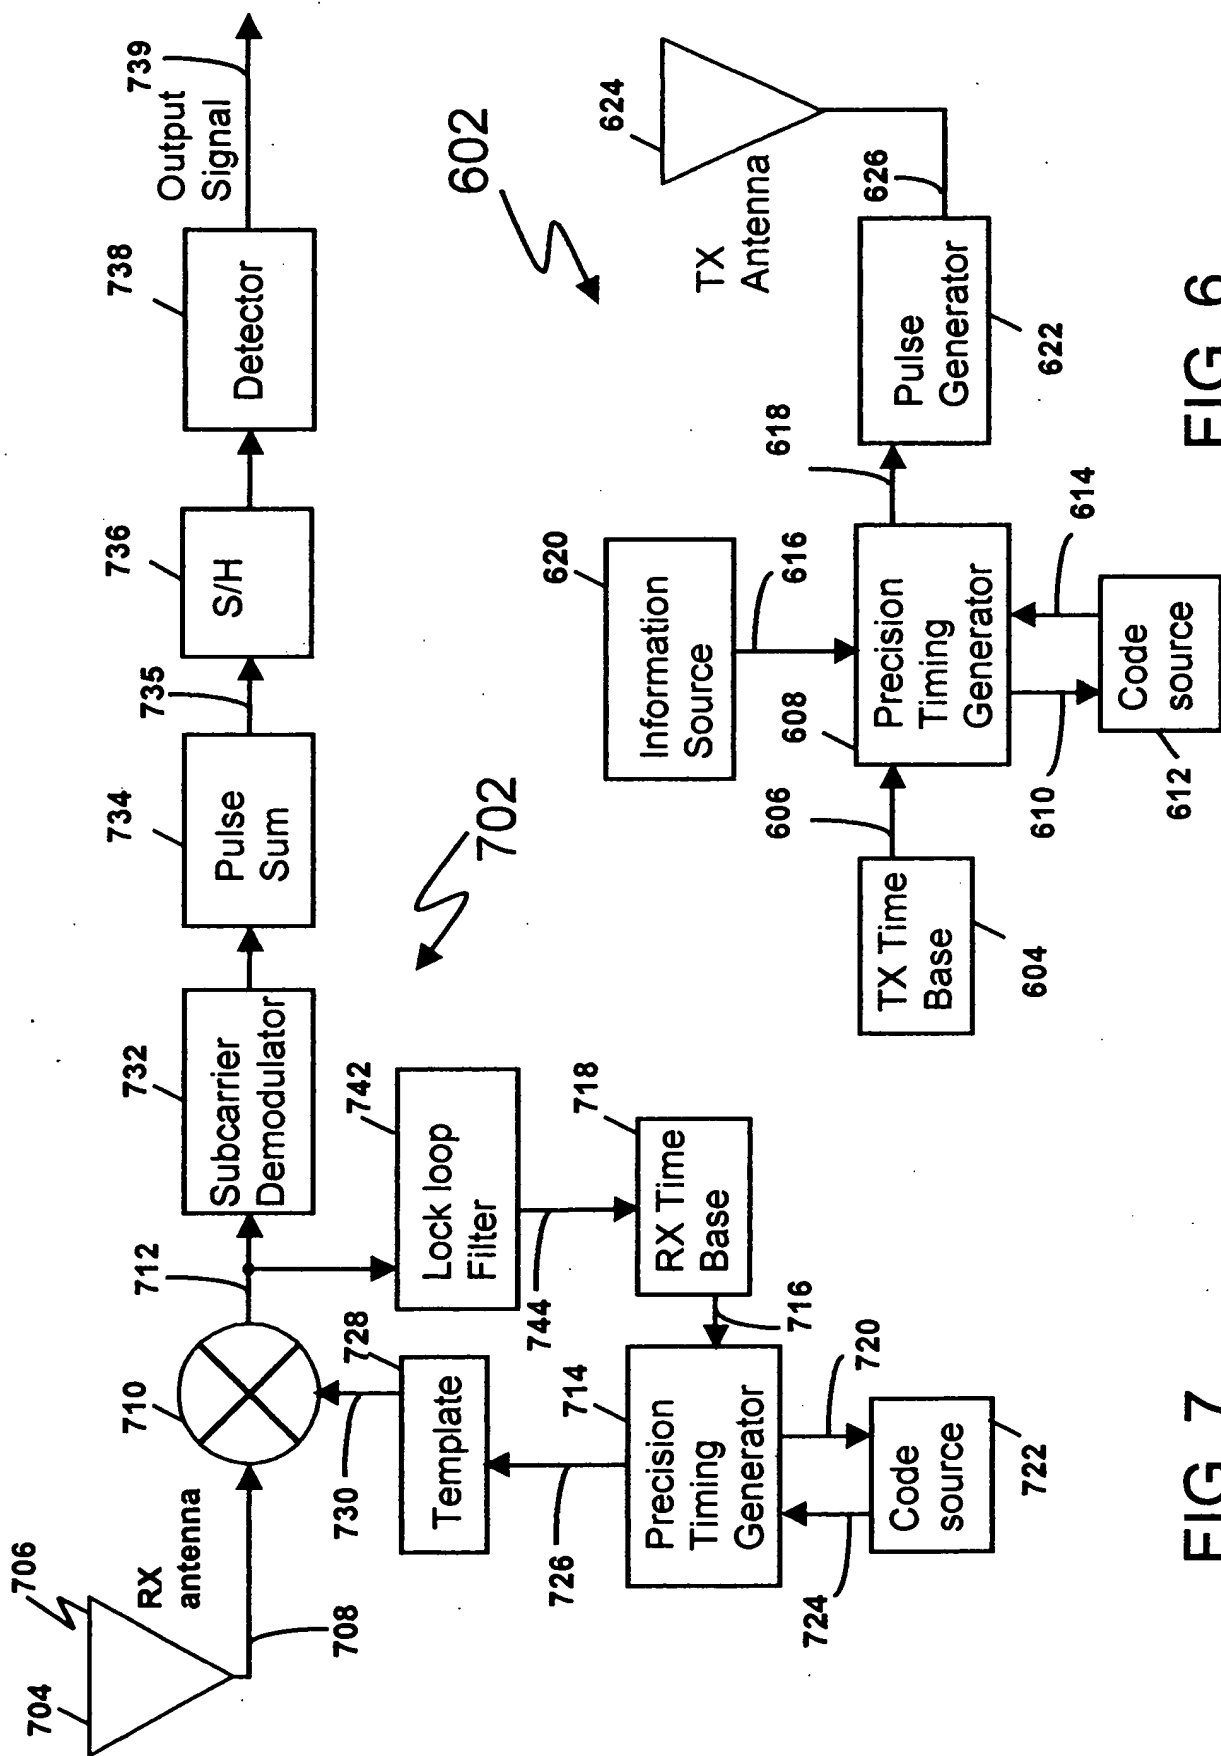 704
706
RX
antenna
708
710
712
732
Subcarrier
Demodulator
734
Pulse
Sum
735
736
S/H
738
Detector
Output
Signal
739
702
742
Lock loop
Filter
744
718
RX Time
Base
716
728
Template
730
726
714
Precision
Timing
Generator
720
724
Code
source
722
FIG 7
602
624
TX
Antenna
626
Pulse
Generator
622
618
620
Information
Source
616
608
Precision
Timing
Generator
606
TX Time
Base
604
610
614
Code
source
612
FIG 6